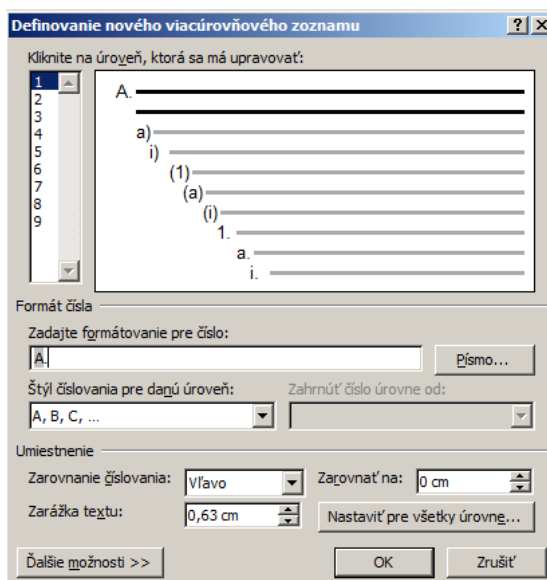 Definovanie nového viacúrovňového zoznamu
Kliknite na úroveň, ktorá sa má upravovať:
1
2
3
4
5
6
7
8
9
A.
a)
i)
(1)
(a)
(i)
1.
a.
i.
Formát čísla
Zadajte formátovanie pre číslo:
A.
Písmo...
Štýl číslovania pre danú úroveň:
Zahrnúť číslo úrovne od:
A, B, C, ...
Umiestnenie
Zarovnanie číslovania:
Vľavo
Zarovnať na:
0 cm
Zarážka textu:
0,63 cm
Nastaviť pre všetky úrovne...
Ďalšie možnosti >>
OK
Zrušiť